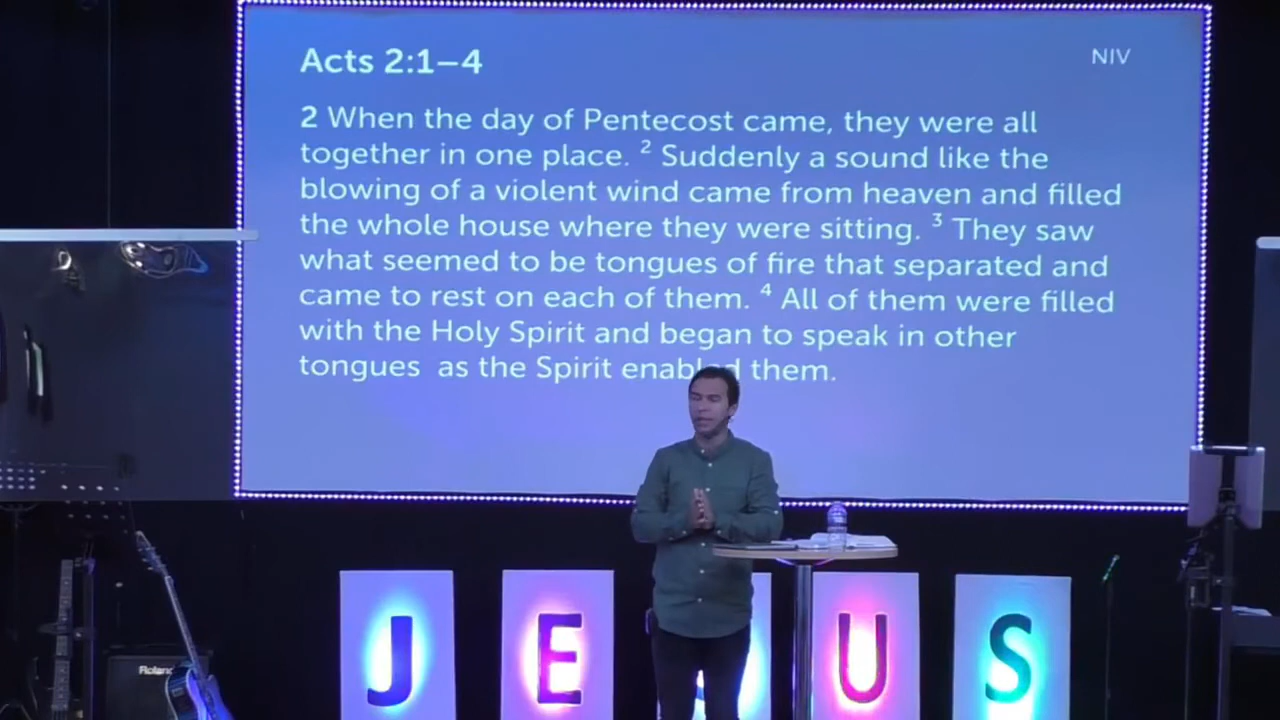 Acts 2:1–4
NIV
2 When the day of Pentecost came, they were all
together in one place. ² Suddenly a sound like the
blowing of a violent wind came from heaven and filled
the whole house where they were sitting. ³ They saw
what seemed to be tongues of fire that separated and
came to rest on each of them. ⁴ All of them were filled
with the Holy Spirit and began to speak in other
tongues as the Spirit enabled them.
J E U S
Roland